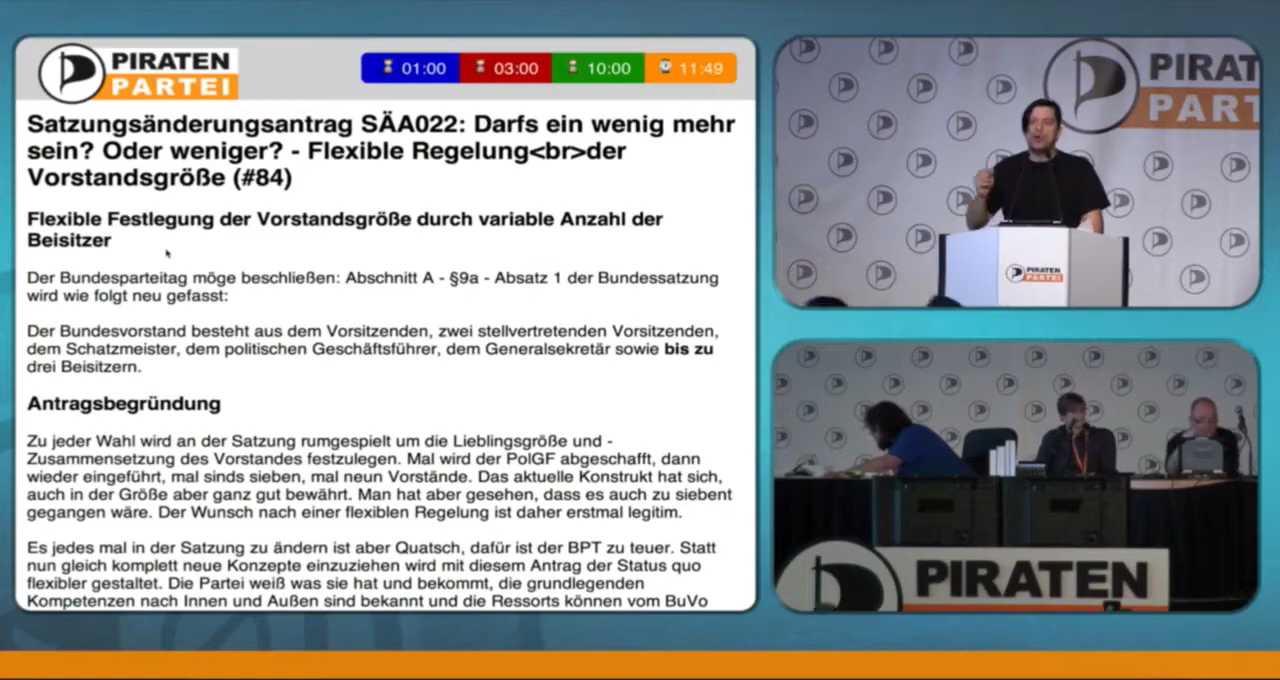 PIRATEN
PARTEI
01:00 03:00 10:00 11:49
Satzungsänderungsantrag SÄA022: Darfs ein wenig mehr
sein? Oder weniger? - Flexible Regelung<br>der
Vorstandsgröße (#84)
Flexible Festlegung der Vorstandsgröße durch variable Anzahl der
Beisitzer
Der Bundesparteitag möge beschließen: Abschnitt A - §9a - Absatz 1 der Bundessatzung
wird wie folgt neu gefasst:
Der Bundesvorstand besteht aus dem Vorsitzenden, zwei stellvertretenden Vorsitzenden,
dem Schatzmeister, dem politischen Geschäftsführer, dem Generalsekretär sowie bis zu
drei Beisitzern.
Antragsbegründung
Zu jeder Wahl wird an der Satzung rumgespielt um die Lieblingsgröße und -
Zusammensetzung des Vorstandes festzulegen. Mal wird der PolGF abgeschafft, dann
wieder eingeführt, mal sinds sieben, mal neun Vorstände. Das aktuelle Konstrukt hat sich,
auch in der Größe aber ganz gut bewährt. Man hat aber gesehen, dass es auch zu siebent
gegangen wäre. Der Wunsch nach einer flexiblen Regelung ist daher erstmal legitim.
Es jedes mal in der Satzung zu ändern ist aber Quatsch, dafür ist der BPT zu teuer. Statt
nun gleich komplett neue Konzepte einzuziehen wird mit diesem Antrag der Status quo
flexibler gestaltet. Die Partei weiß was sie hat und bekommt, die grundlegenden
Kompetenzen nach Innen und Außen sind bekannt und die Ressorts können vom BuVo
PIRAT
PART
PIRATEN
PARTEI
PIRATEN